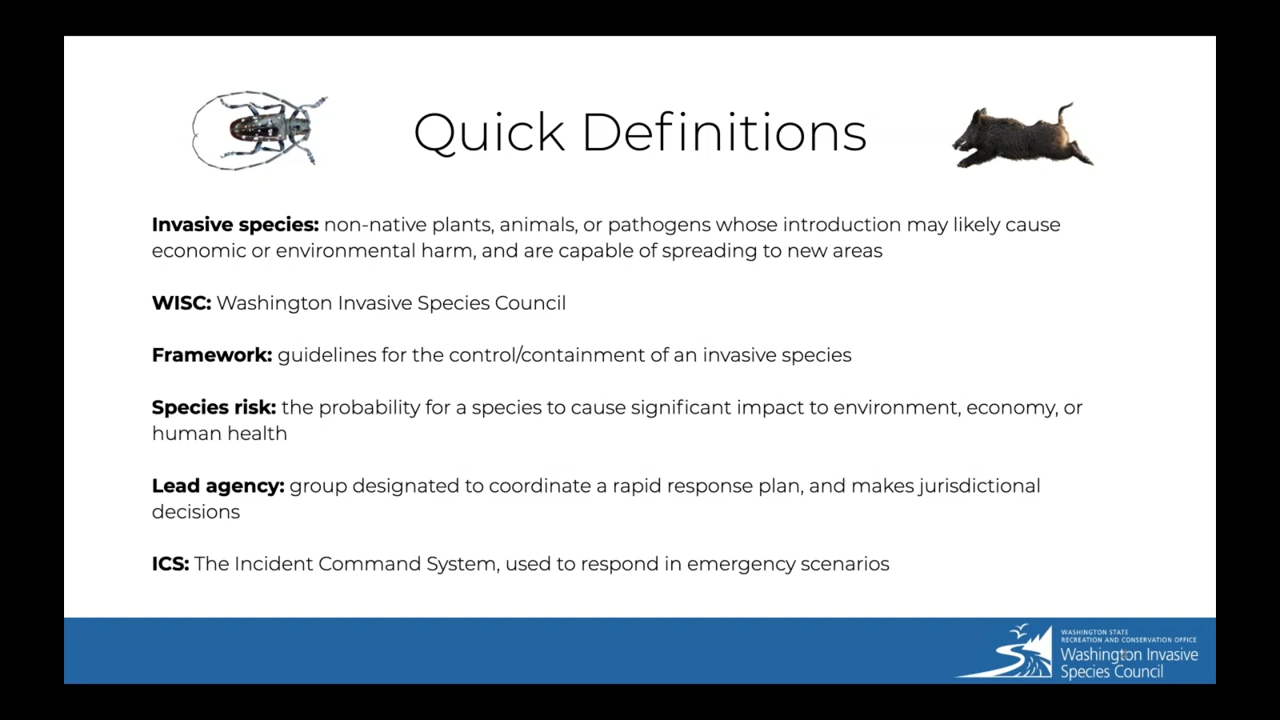 Quick Definitions
Invasive species: non-native plants, animals, or pathogens whose introduction may likely cause
economic or environmental harm, and are capable of spreading to new areas
WISC: Washington Invasive Species Council
Framework: guidelines for the control/containment of an invasive species
Species risk: the probability for a species to cause significant impact to environment, economy, or
human health
Lead agency: group designated to coordinate a rapid response plan, and makes jurisdictional
decisions
ICS: The Incident Command System, used to respond in emergency scenarios
WASHINGTON STATE
RECREATION AND CONSERVATION OFFICE
Washington Invasive
Species Council